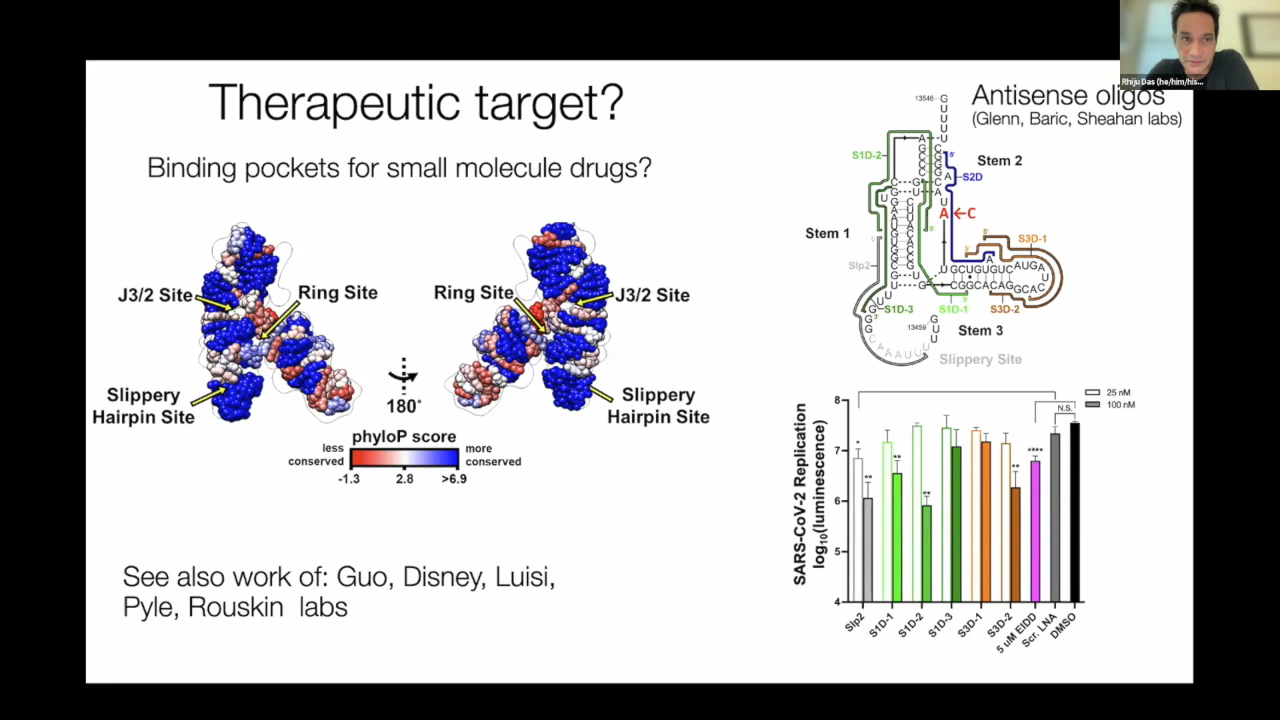 Rhiju Das (he/him/his...
Therapeutic target?
Binding pockets for small molecule drugs?
J3/2 Site
Ring Site
Slippery
Hairpin Site
Ring Site
J3/2 Site
Slippery
Hairpin Site
180°
phyloP score
less
conserved
more
conserved
-1.3
2.8
>6.9
See also work of: Guo, Disney, Luisi,
Pyle, Rouskin labs
Antisense oligos
(Glenn, Baric, Sheahan labs)
13546
S1D-2
Stem 2
S2D
A←C
Stem 1
S3D-1
Slp2
S1D-3
S1D-1
S3D-2
13459
Stem 3
Slippery Site
25 nM
100 nM
N.S.
SARS-CoV-2 Replication
log10(luminescence)
8
7
6
5
4
*
**
**
**
**
****
Slp2
S1D-1
S1D-2
S1D-3
S3D-1
S3D-2
5 uM EIDD
Scr. LNA
DMSO